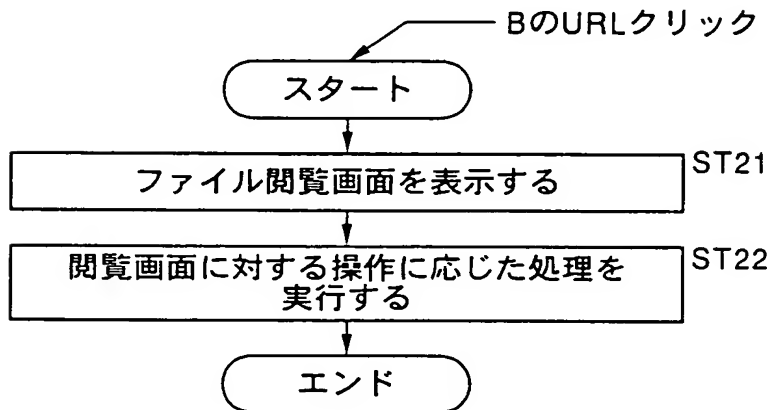 BのURLクリック
スタート
ファイル閲覧画面を表示する
ST21
閲覧画面に対する操作に応じた処理を
実行する
ST22
エンド